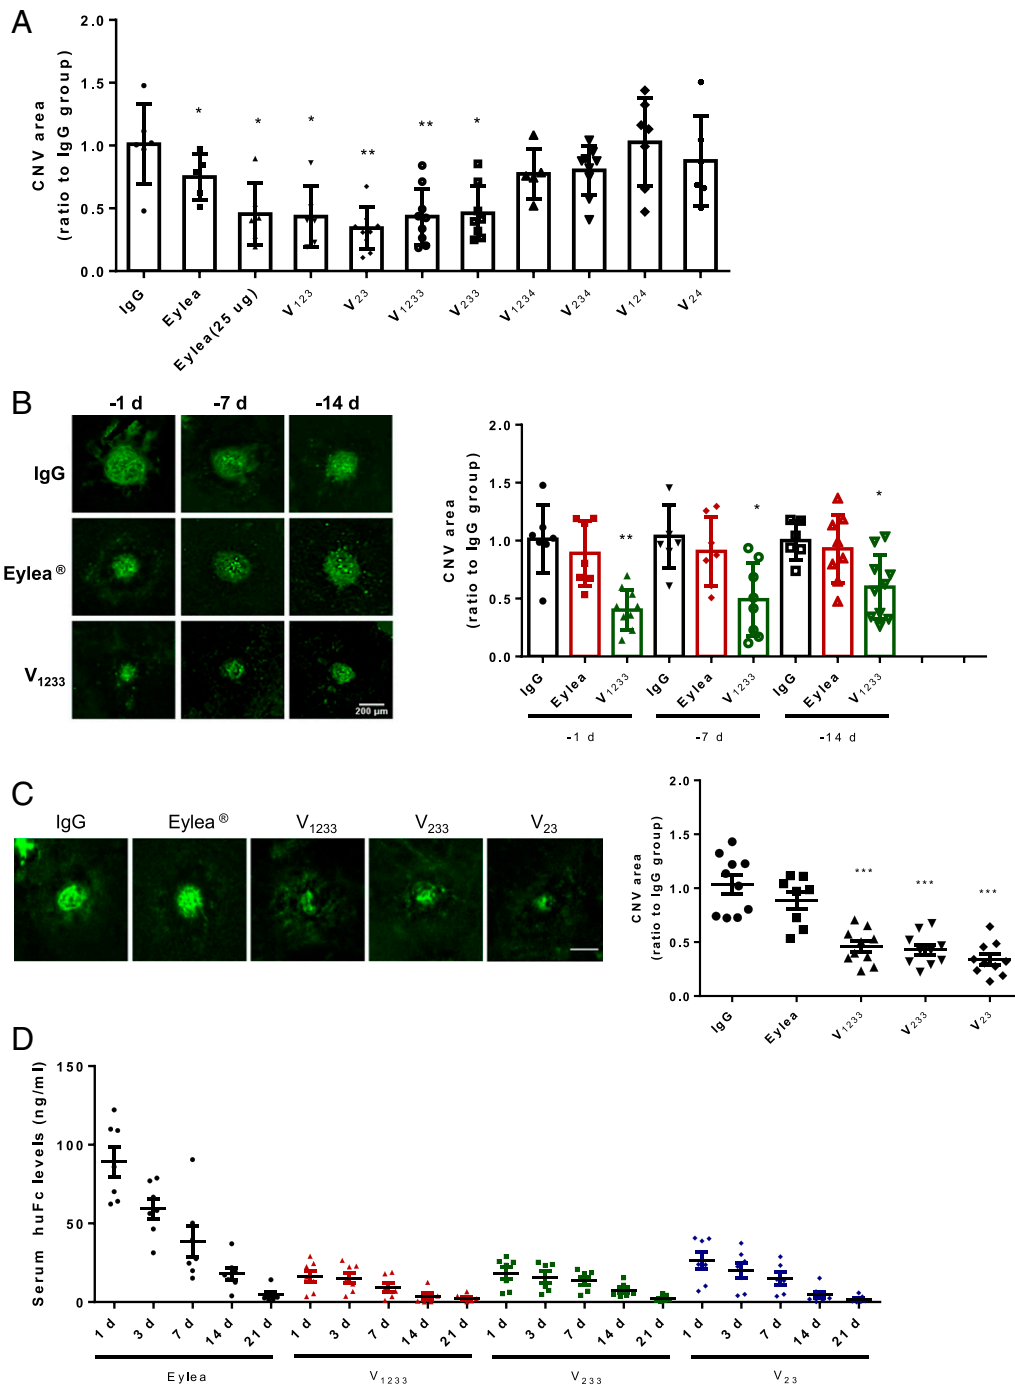 A
CNV area
(ratio to IgG group)
2.0
1.5
1.0
0.5
0.0
*
*
*
**
**
*
IgG
Eylea
Eylea(25 ug)
V123
V23
V1233
V233
V1234
V234
V124
V24
B
-1 d
-7 d
-14 d
IgG
Eylea®
V1233
200 µm
CNV area
(ratio to IgG group)
2.0
1.5
1.0
0.5
0.0
**
*
*
IgG
Eylea
V1233
IgG
Eylea
V1233
IgG
Eylea
V1233
-1 d
-7 d
-14 d
C
IgG
Eylea®
V1233
V233
V23
CNV area
(ratio to IgG group)
2.0
1.5
1.0
0.5
0.0
***
***
***
IgG
Eylea
V1233
V233
V23
D
Serum huFc levels (ng/ml)
150
100
50
0
1 d
3 d
7 d
14 d
21 d
1 d
3 d
7 d
14 d
21 d
1 d
3 d
7 d
14 d
21 d
1 d
3 d
7 d
14 d
21 d
Eylea
V1233
V233
V23